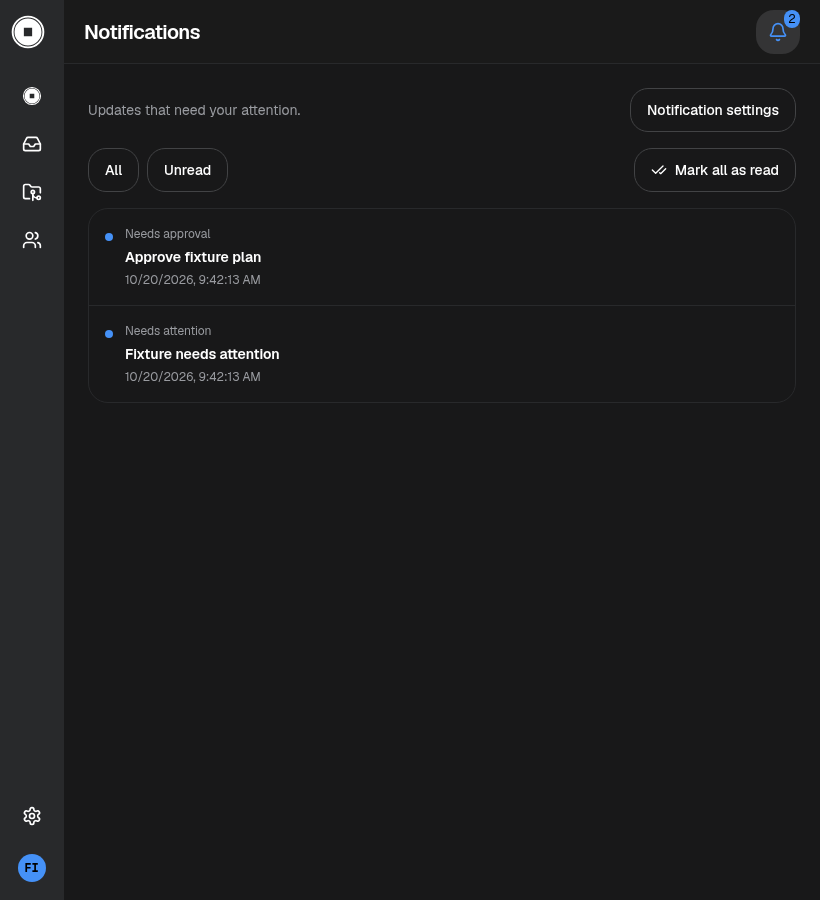 Notifications
2
Updates that need your attention.
Notification settings
All
Unread
Mark all as read
Needs approval
Approve fixture plan
10/20/2026, 9:42:13 AM
Needs attention
Fixture needs attention
10/20/2026, 9:42:13 AM
FI